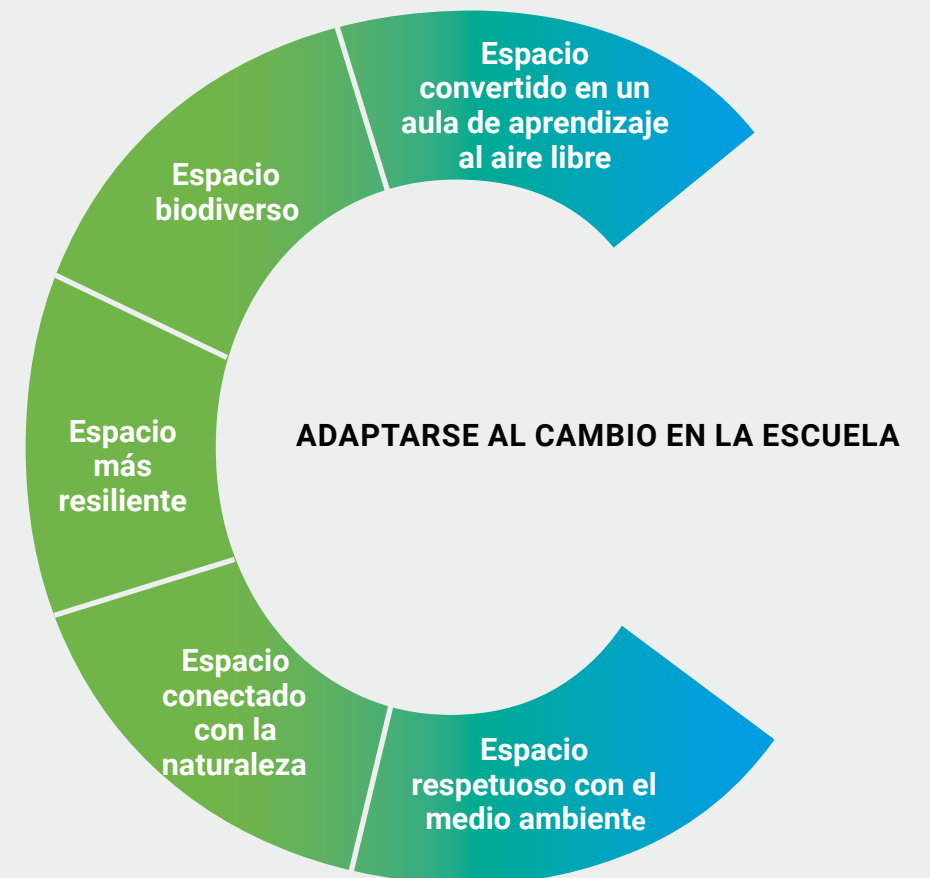 Espacio
convertido en un
aula de aprendizaje
al aire libre
Espacio
biodiverso
Espacio
más
resiliente
ADAPTARSE AL CAMBIO EN LA ESCUELA
Espacio
conectado
con la
naturaleza
Espacio
respetuoso con el
medio ambiente